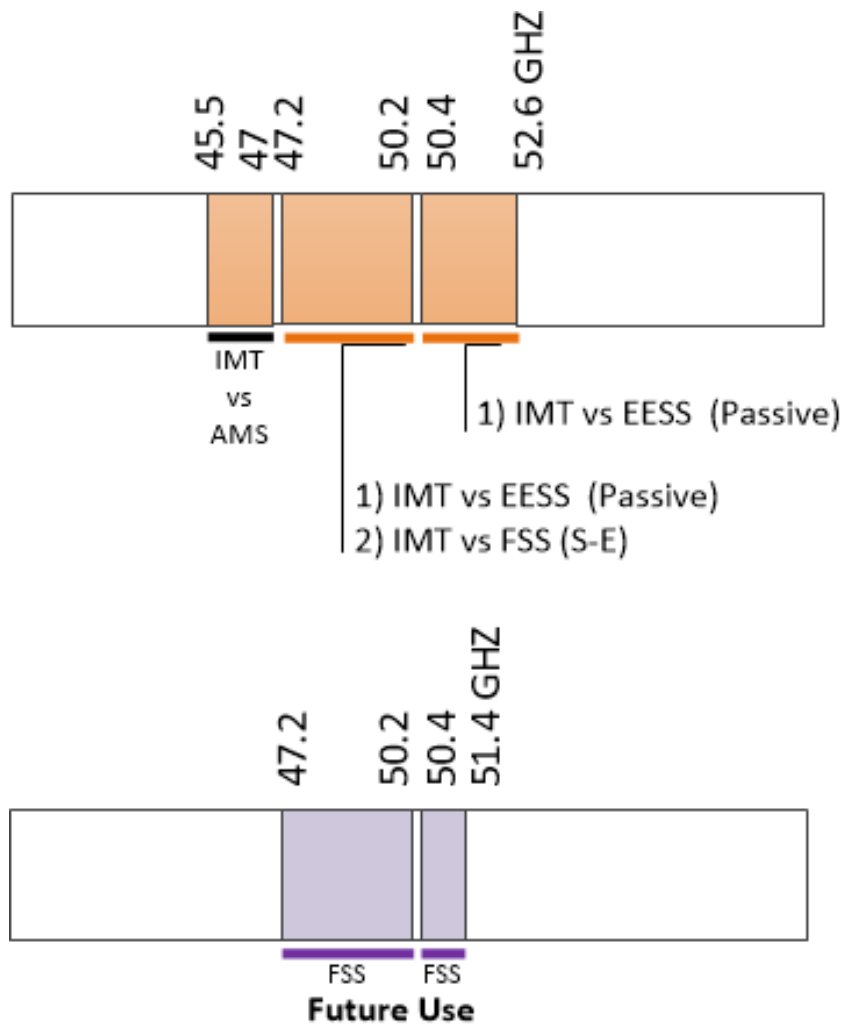 45.5
47
47.2
50.2
50.4
52.6 GHZ
IMT
vs
AMS
1) IMT vs EESS (Passive)
1) IMT vs EESS (Passive)
2) IMT vs FSS (S-E)
47.2
50.2
50.4
51.4 GHZ
FSS
FSS
Future Use